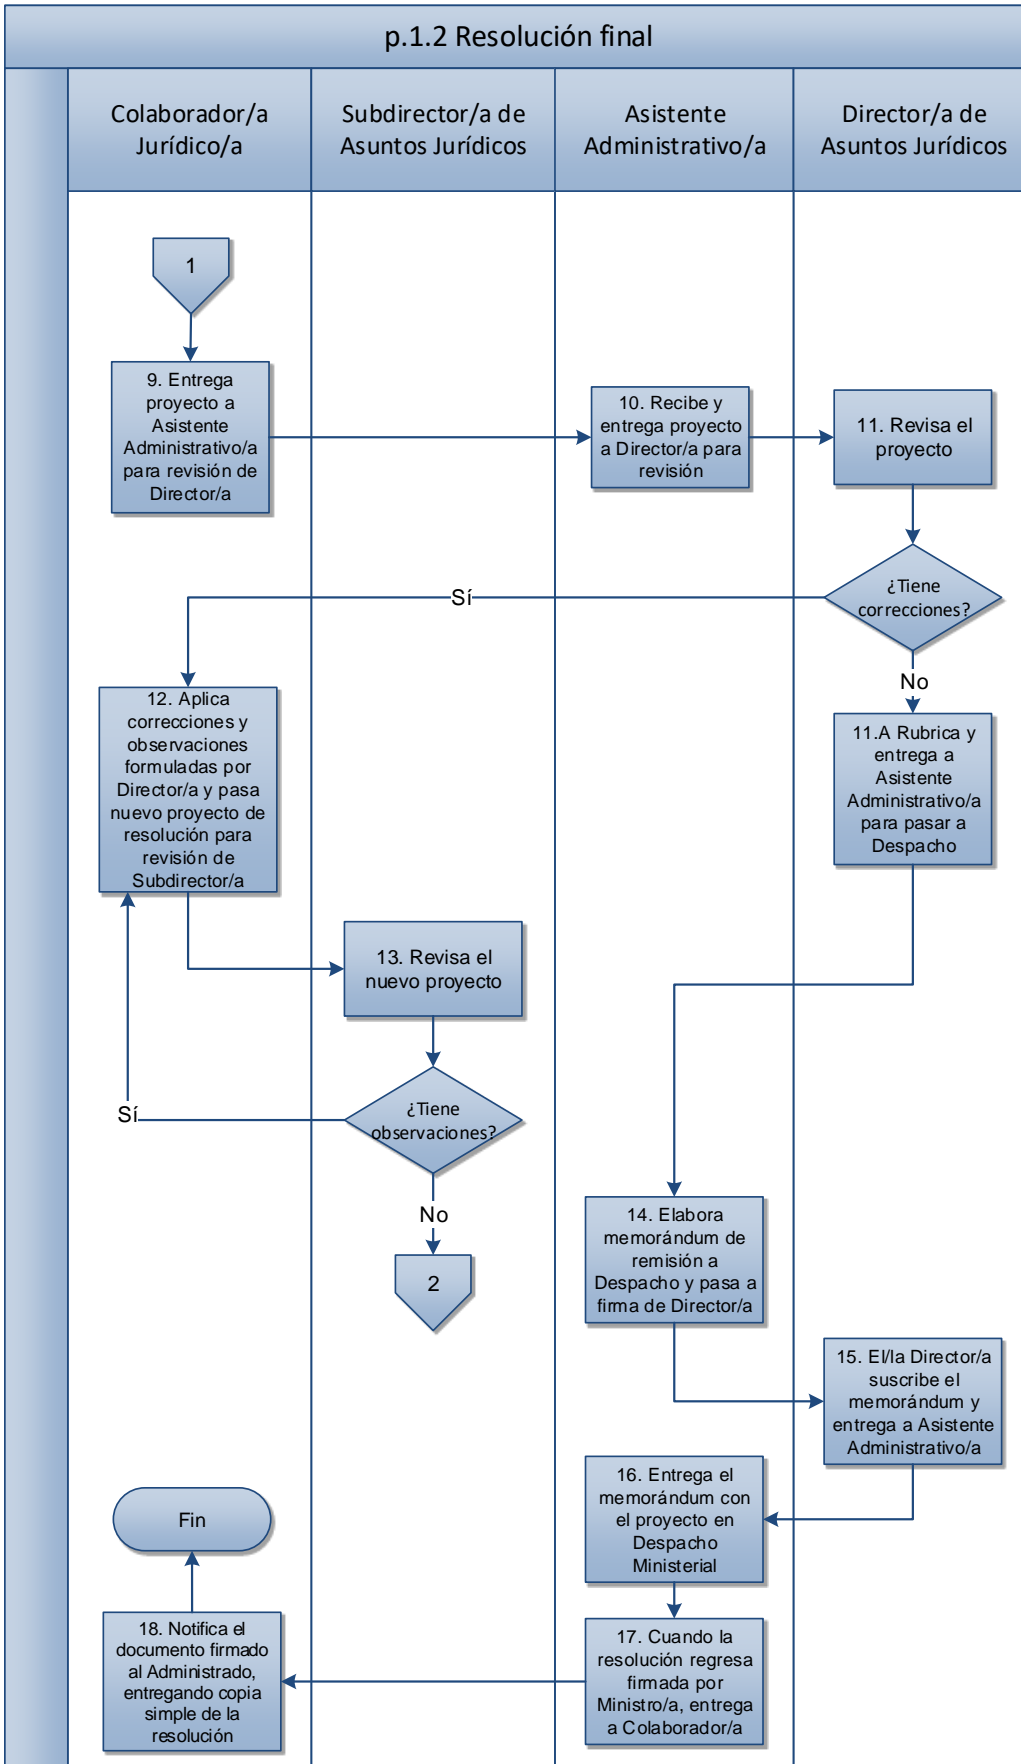 p.1.2 Resolución final
Colaborador/a
Jurídico/a
Subdirector/a de
Asuntos Jurídicos
Asistente
Administrativo/a
Director/a de
Asuntos Jurídicos
1
9. Entrega
proyecto a
Asistente
Administrativo/a
para revisión de
Director/a
10. Recibe y
entrega proyecto
a Director/a para
revisión
11. Revisa el
proyecto
¿Tiene
correcciones?
Sí
No
12. Aplica
correcciones y
observaciones
formuladas por
Director/a y pasa
nuevo proyecto de
resolución para
revisión de
Subdirector/a
11.A Rubrica y
entrega a
Asistente
Administrativo/a
para pasar a
Despacho
13. Revisa el
nuevo proyecto
¿Tiene
observaciones?
Sí
No
2
14. Elabora
memorándum de
remisión a
Despacho y pasa a
firma de Director/a
15. El/la Director/a
suscribe el
memorándum y
entrega a Asistente
Administrativo/a
16. Entrega el
memorándum con
el proyecto en
Despacho
Ministerial
17. Cuando la
resolución regresa
firmada por
Ministro/a, entrega
a Colaborador/a
18. Notifica el
documento firmado
al Administrado,
entregando copia
simple de la
resolución
Fin